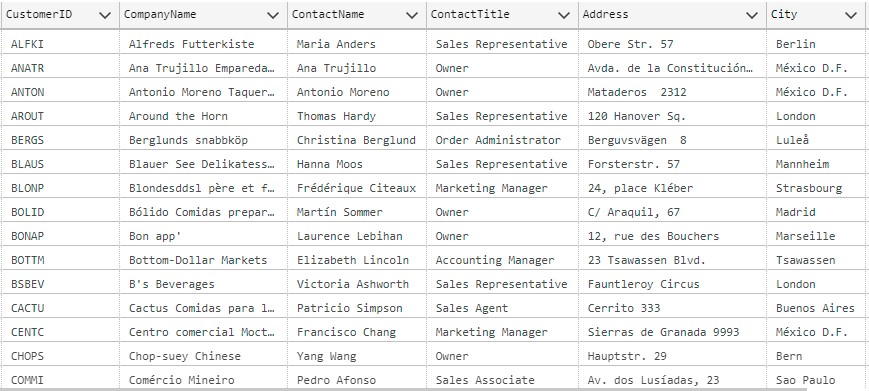 CustomerID CompanyName ContactName ContactTitle Address City
ALFKI Alfreds Futterkiste Maria Anders Sales Representative Obere Str. 57 Berlin
ANATR Ana Trujillo Empareda… Ana Trujillo Owner Avda. de la Constitución… México D.F.
ANTON Antonio Moreno Taquer… Antonio Moreno Owner Mataderos  2312 México D.F.
AROUT Around the Horn Thomas Hardy Sales Representative 120 Hanover Sq. London
BERGS Berglunds snabbköp Christina Berglund Order Administrator Berguvsvägen  8 Luleå
BLAUS Blauer See Delikatess… Hanna Moos Sales Representative Forsterstr. 57 Mannheim
BLONP Blondesddsl père et f… Frédérique Citeaux Marketing Manager 24, place Kléber Strasbourg
BOLID Bólido Comidas prepar… Martín Sommer Owner C/ Araquil, 67 Madrid
BONAP Bon app' Laurence Lebihan Owner 12, rue des Bouchers Marseille
BOTTM Bottom-Dollar Markets Elizabeth Lincoln Accounting Manager 23 Tsawassen Blvd. Tsawassen
BSBEV B's Beverages Victoria Ashworth Sales Representative Fauntleroy Circus London
CACTU Cactus Comidas para l… Patricio Simpson Sales Agent Cerrito 333 Buenos Aires
CENTC Centro comercial Moct… Francisco Chang Marketing Manager Sierras de Granada 9993 México D.F.
CHOPS Chop-suey Chinese Yang Wang Owner Hauptstr. 29 Bern
COMMI Comércio Mineiro Pedro Afonso Sales Associate Av. dos Lusíadas, 23 Sao Paulo